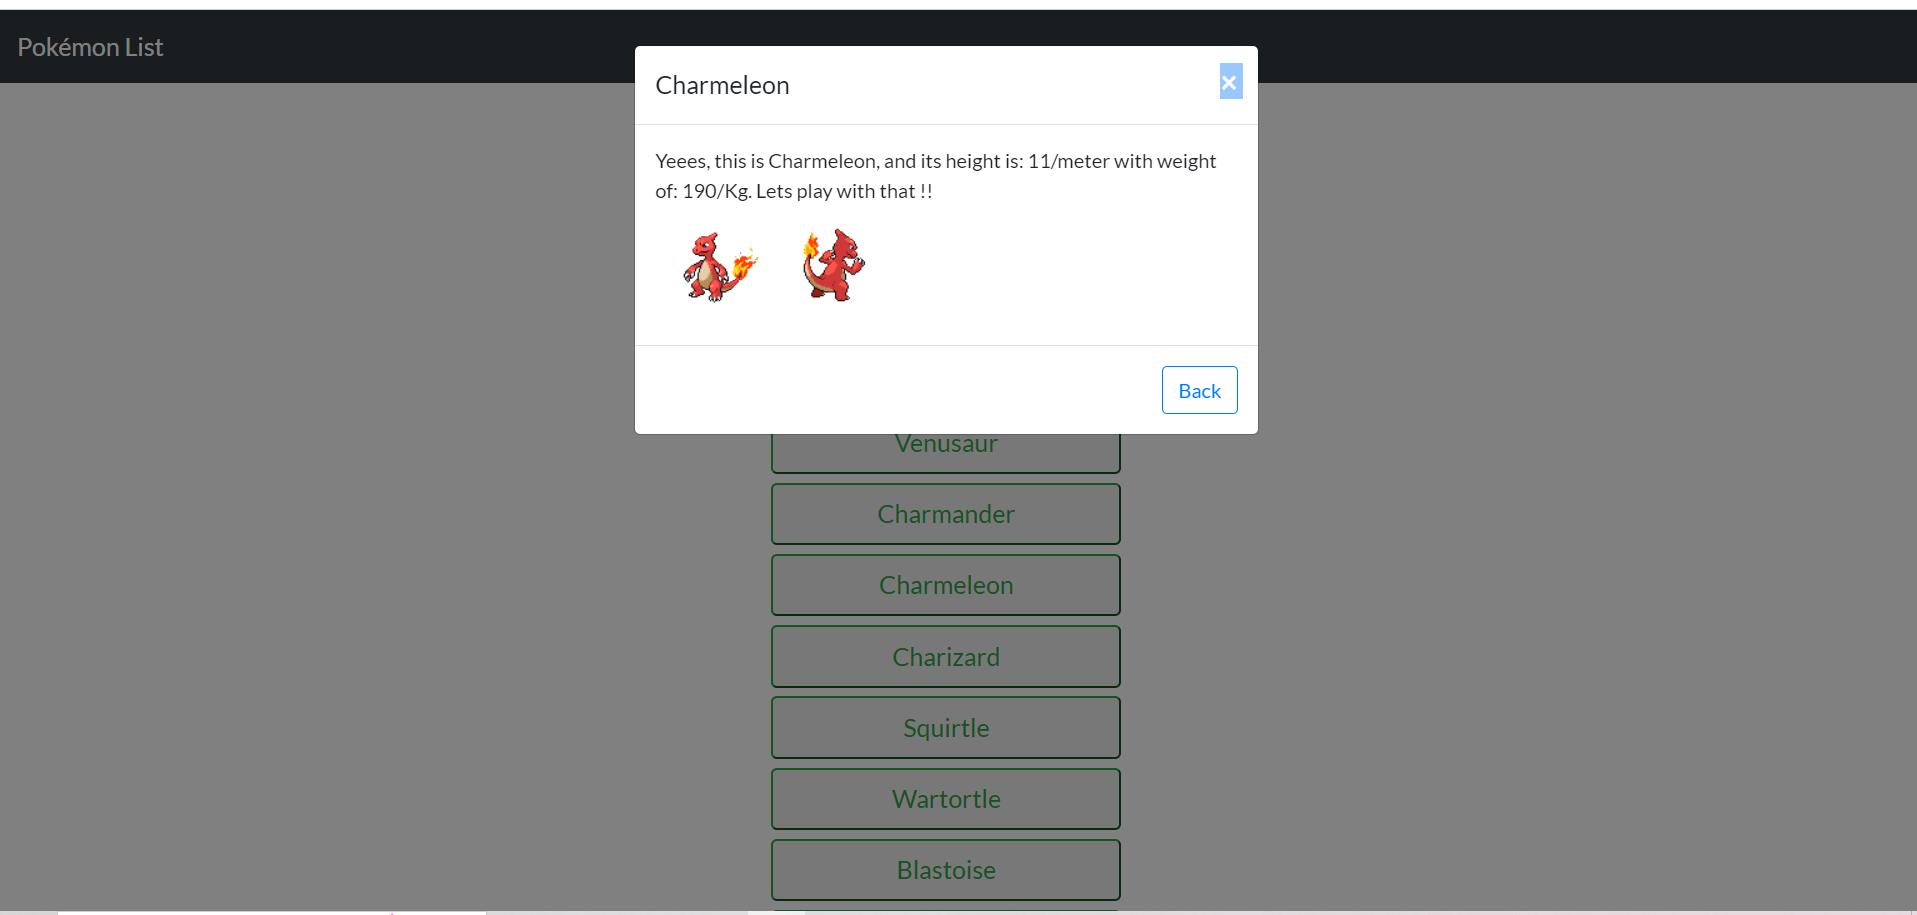 Pokémon List
Charmeleon
×
Yeees, this is Charmeleon, and its height is: 11/meter with weight
of: 190/Kg. Lets play with that !!
Back
Venusaur
Charmander
Charmeleon
Charizard
Squirtle
Wartortle
Blastoise